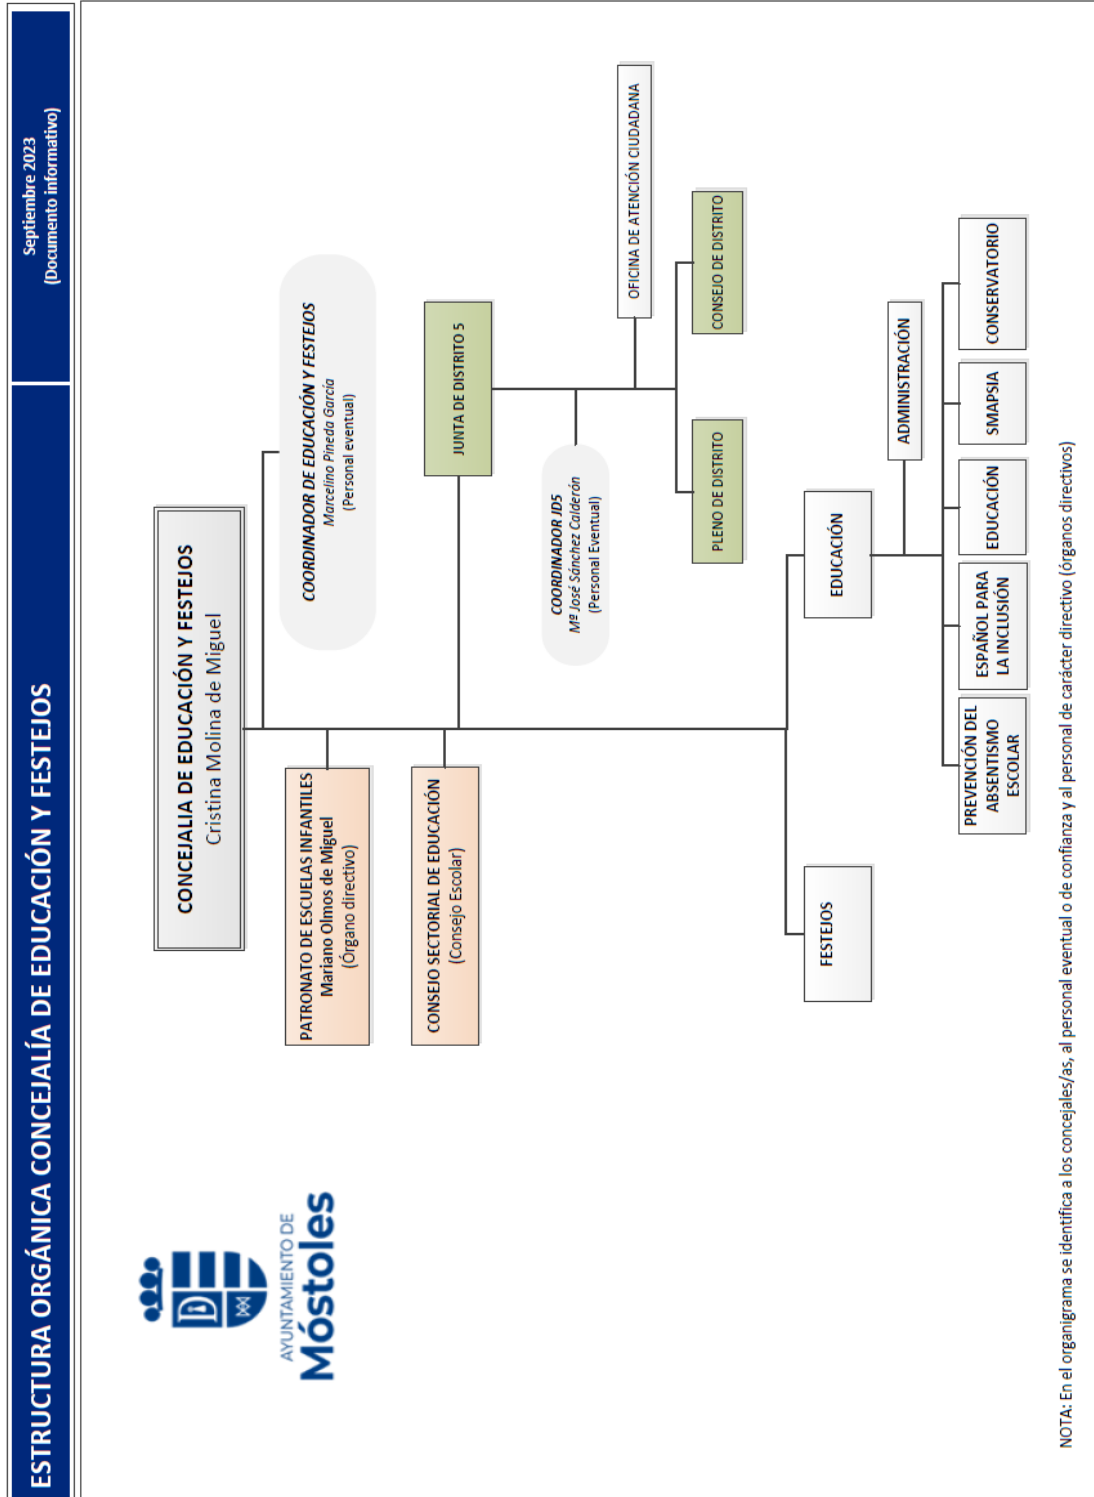 ESTRUCTURA ORGÁNICA CONCEJALÍA DE EDUCACIÓN Y FESTEJOS
Septiembre 2023
(Documento informativo)
AYUNTAMIENTO DE
Móstoles
CONCEJALIA DE EDUCACIÓN Y FESTEJOS
Cristina Molina de Miguel
COORDINADOR DE EDUCACIÓN Y FESTEJOS
Marcelino Pineda García
(Personal eventual)
PATRONATO DE ESCUELAS INFANTILES
Mariano Olmos de Miguel
(Órgano directivo)
CONSEJO SECTORIAL DE EDUCACIÓN
(Consejo Escolar)
JUNTA DE DISTRITO 5
COORDINADOR JD5
Mª José Sánchez Calderón
(Personal Eventual)
OFICINA DE ATENCIÓN CIUDADANA
PLENO DE DISTRITO
CONSEJO DE DISTRITO
FESTEJOS
EDUCACIÓN
ADMINISTRACIÓN
PREVENCIÓN DEL
ABSENTISMO
ESCOLAR
ESPAÑOL PARA
LA INCLUSIÓN
EDUCACIÓN
SMAPSIA
CONSERVATORIO
NOTA: En el organigrama se identifica a los concejales/as, al personal eventual o de confianza y al personal de carácter directivo (órganos directivos)